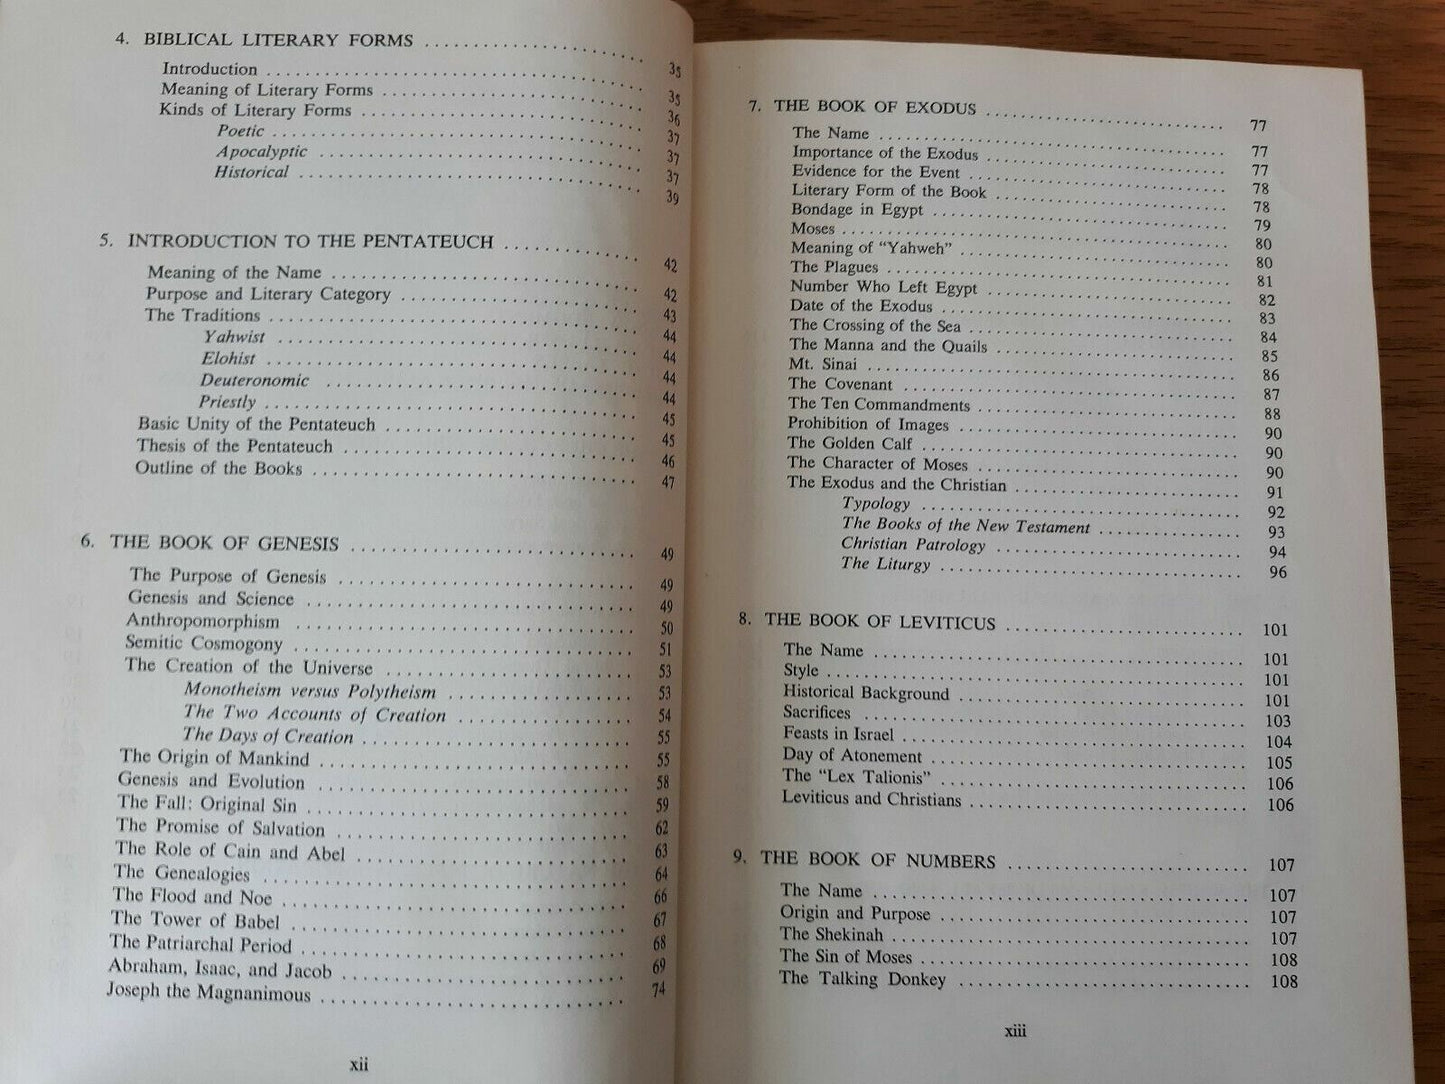 4. BIBLICAL LITERARY FORMS ........................ 35
Introduction ........................ 35
Meaning of Literary Forms ........................ 36
Kinds of Literary Forms ........................ 37
Poetic ........................ 37
Apocalyptic ........................ 37
Historical ........................ 39
5. INTRODUCTION TO THE PENTATEUCH ........................ 42
Meaning of the Name ........................ 42
Purpose and Literary Category ........................ 43
The Traditions ........................ 44
Yahwist ........................ 44
Elohist ........................ 44
Deuteronomic ........................ 44
Priestly ........................ 45
Basic Unity of the Pentateuch ........................ 45
Thesis of the Pentateuch ........................ 46
Outline of the Books ........................ 47
6. THE BOOK OF GENESIS ........................ 49
The Purpose of Genesis ........................ 49
Genesis and Science ........................ 49
Anthropomorphism ........................ 50
Semitic Cosmogony ........................ 51
The Creation of the Universe ........................ 53
Monotheism versus Polytheism ........................ 53
The Two Accounts of Creation ........................ 54
The Days of Creation ........................ 55
The Origin of Mankind ........................ 55
Genesis and Evolution ........................ 58
The Fall: Original Sin ........................ 59
The Promise of Salvation ........................ 62
The Role of Cain and Abel ........................ 63
The Genealogies ........................ 64
The Flood and Noe ........................ 66
The Tower of Babel ........................ 67
The Patriarchal Period ........................ 68
Abraham, Isaac, and Jacob ........................ 69
Joseph the Magnanimous ........................ 74
xii
7. THE BOOK OF EXODUS ........................ 77
The Name ........................ 77
Importance of the Exodus ........................ 77
Evidence for the Event ........................ 78
Literary Form of the Book ........................ 78
Bondage in Egypt ........................ 79
Moses ........................ 80
Meaning of “Yahweh” ........................ 80
The Plagues ........................ 81
Number Who Left Egypt ........................ 82
Date of the Exodus ........................ 83
The Crossing of the Sea ........................ 84
The Manna and the Quails ........................ 85
Mt. Sinai ........................ 86
The Covenant ........................ 87
The Ten Commandments ........................ 88
Prohibition of Images ........................ 90
The Golden Calf ........................ 90
The Character of Moses ........................ 90
The Exodus and the Christian ........................ 91
Typology ........................ 92
The Books of the New Testament ........................ 93
Christian Patrology ........................ 94
The Liturgy ........................ 96
8. THE BOOK OF LEVITICUS ........................ 101
The Name ........................ 101
Style ........................ 101
Historical Background ........................ 101
Sacrifices ........................ 103
Feasts in Israel ........................ 104
Day of Atonement ........................ 105
The “Lex Talionis” ........................ 106
Leviticus and Christians ........................ 106
9. THE BOOK OF NUMBERS ........................ 107
The Name ........................ 107
Origin and Purpose ........................ 107
The Shekinah ........................ 107
The Sin of Moses ........................ 108
The Talking Donkey ........................ 108
xiii